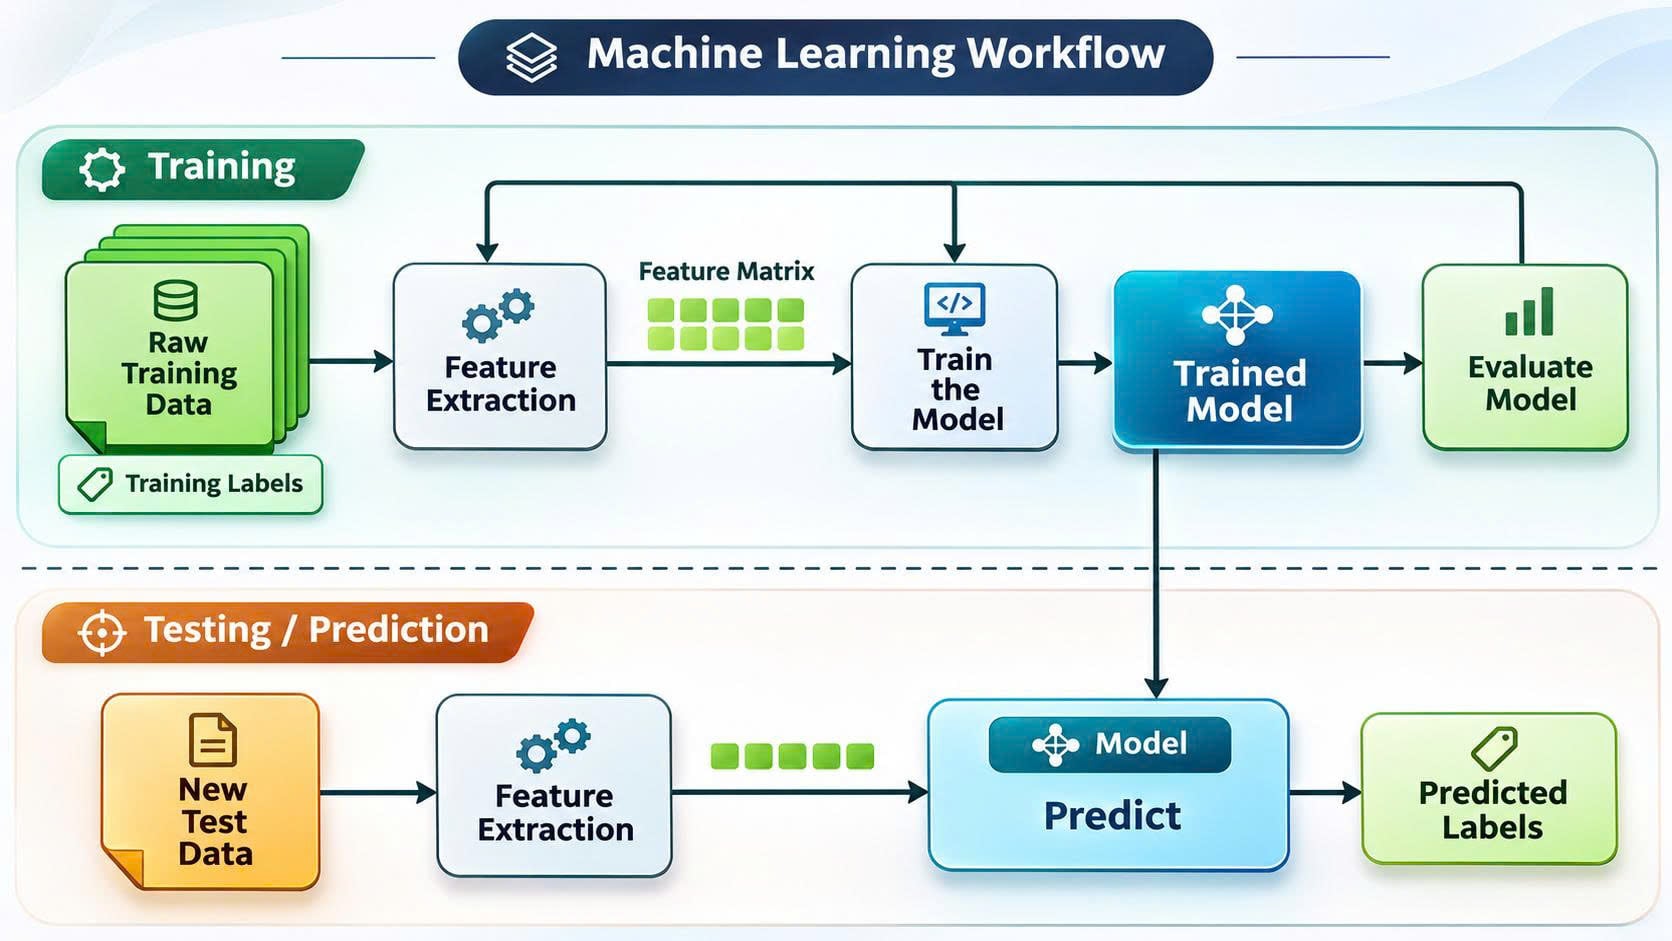 Machine Learning Workflow
Training
Raw
Training
Data
Training Labels
Feature
Extraction
Feature Matrix
</>
Train
the
Model
Trained
Model
Evaluate
Model
Testing / Prediction
New
Test
Data
Feature
Extraction
Model
Predict
Predicted
Labels